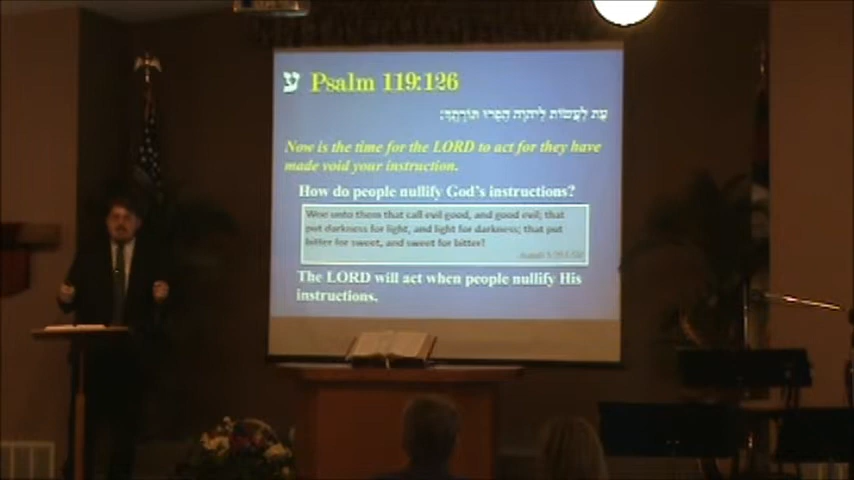 ע Psalm 119:126
עֵת לַעֲשׂוֹת לַיהוָה הֵפֵרוּ תּוֹרָתֶךָ׃
Now is the time for the LORD to act for they have
made void your instruction.
How do people nullify God's instructions?
Woe unto them that call evil good, and good evil; that
put darkness for light, and light for darkness; that put
bitter for sweet, and sweet for bitter!
Isaiah
The LORD will act when people nullify His
instructions.